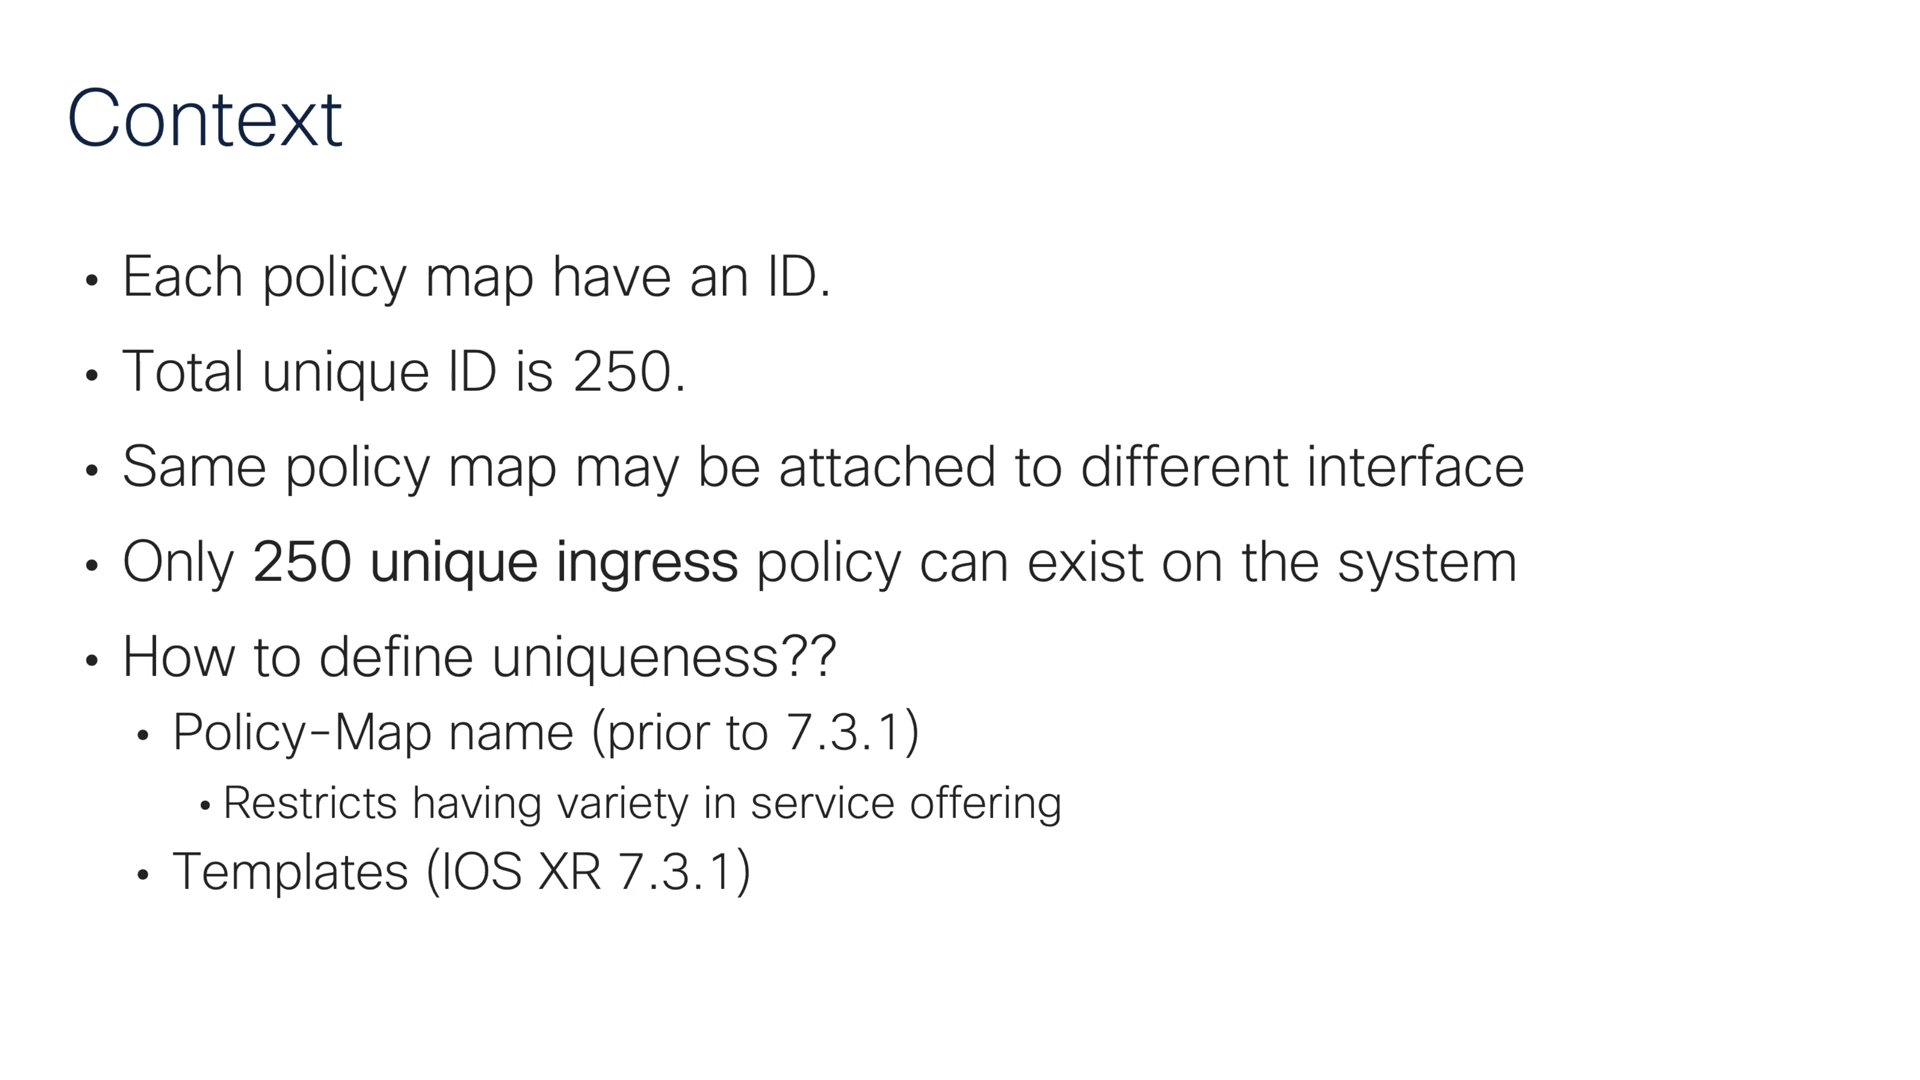 Context
• Each policy map have an ID.
• Total unique ID is 250.
• Same policy map may be attached to different interface
• Only 250 unique ingress policy can exist on the system
• How to define uniqueness??
• Policy-Map name (prior to 7.3.1)
• Restricts having variety in service offering
• Templates (IOS XR 7.3.1)